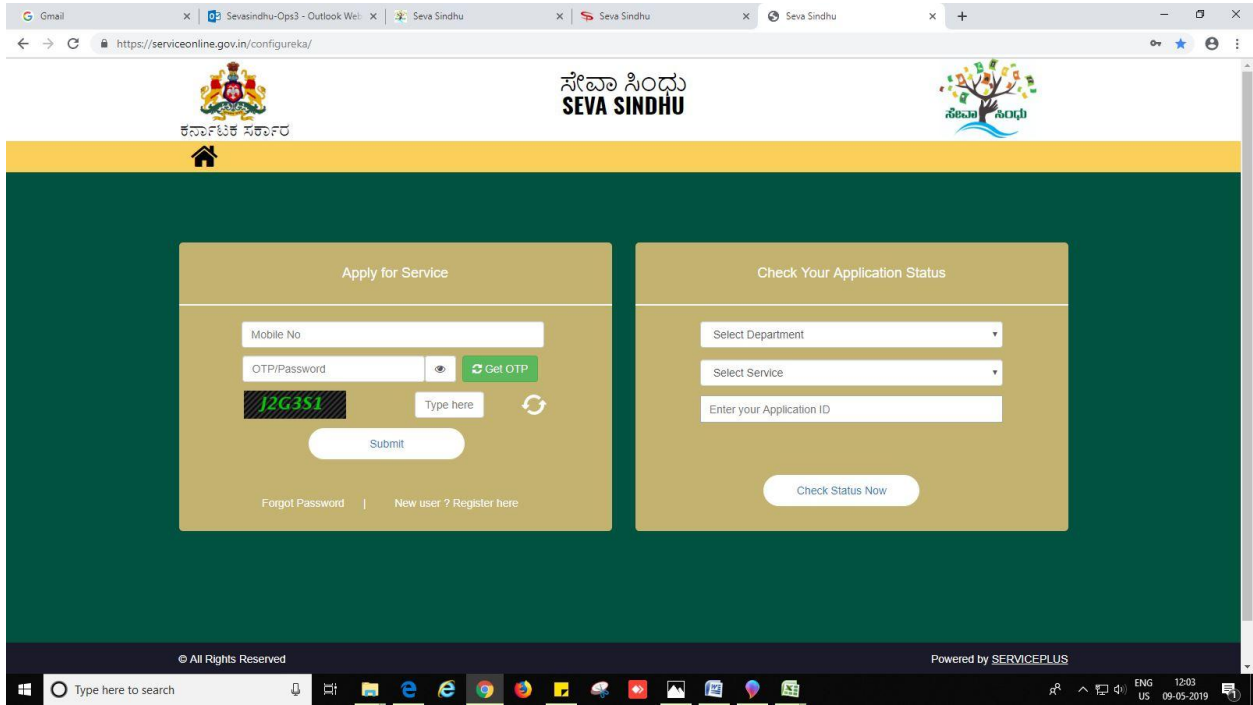 Gmail
Sevasindhu-Ops3 - Outlook Web
Seva Sindhu
Seva Sindhu
Seva Sindhu
https://serviceonline.gov.in/configureka/
ಕರ್ನಾಟಕ ಸರ್ಕಾರ
ಸೇವಾ ಸಿಂಧು
SEVA SINDHU
ಸೇವಾ ಸಿಂಧು
Apply for Service
Mobile No
OTP/Password
Get OTP
J2G3S1
Type here
Submit
Forgot Password | New user ? Register here
Check Your Application Status
Select Department
Select Service
Enter your Application ID
Check Status Now
© All Rights Reserved
Powered by SERVICEPLUS
Type here to search
ENG
US
12:03
09-05-2019